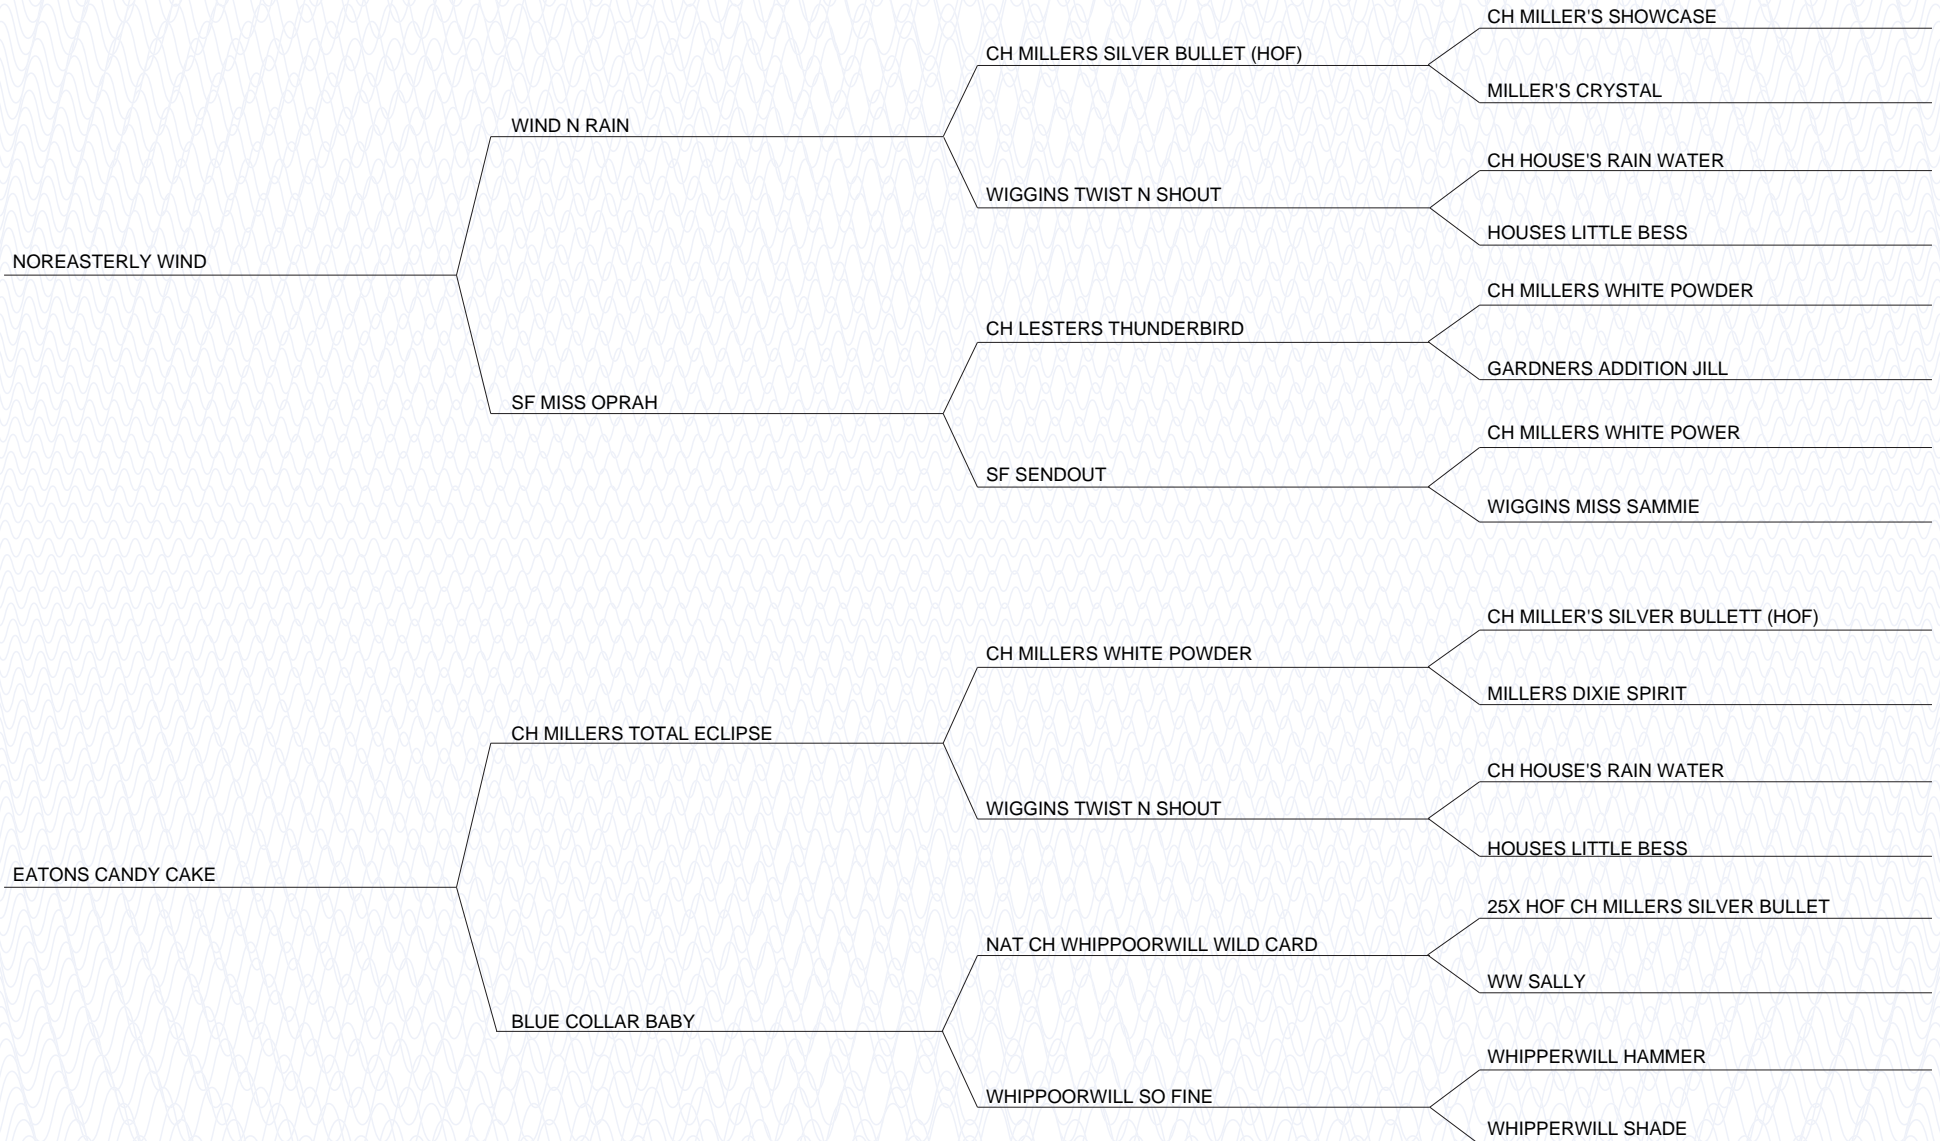 CH MILLER'S SHOWCASE
CH MILLERS SILVER BULLET (HOF)
MILLER'S CRYSTAL
WIND N RAIN
CH HOUSE'S RAIN WATER
WIGGINS TWIST N SHOUT
HOUSES LITTLE BESS
NOREASTERLY WIND
CH MILLERS WHITE POWDER
CH LESTERS THUNDERBIRD
GARDNERS ADDITION JILL
SF MISS OPRAH
CH MILLERS WHITE POWER
SF SENDOUT
WIGGINS MISS SAMMIE
CH MILLER'S SILVER BULLETT (HOF)
CH MILLERS WHITE POWDER
MILLERS DIXIE SPIRIT
CH MILLERS TOTAL ECLIPSE
CH HOUSE'S RAIN WATER
WIGGINS TWIST N SHOUT
HOUSES LITTLE BESS
EATONS CANDY CAKE
25X HOF CH MILLERS SILVER BULLET
NAT CH WHIPPOORWILL WILD CARD
WW SALLY
BLUE COLLAR BABY
WHIPPERWILL HAMMER
WHIPPOORWILL SO FINE
WHIPPERWILL SHADE